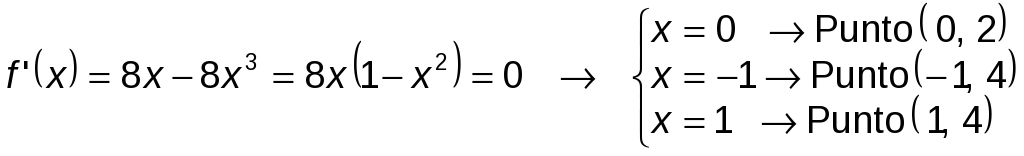 x = 0 → Punto(0, 2)
f'(x) = 8x − 8x³ = 8x(1 − x²) = 0 → { x = −1 → Punto(−1, 4)
x = 1 → Punto(1, 4)